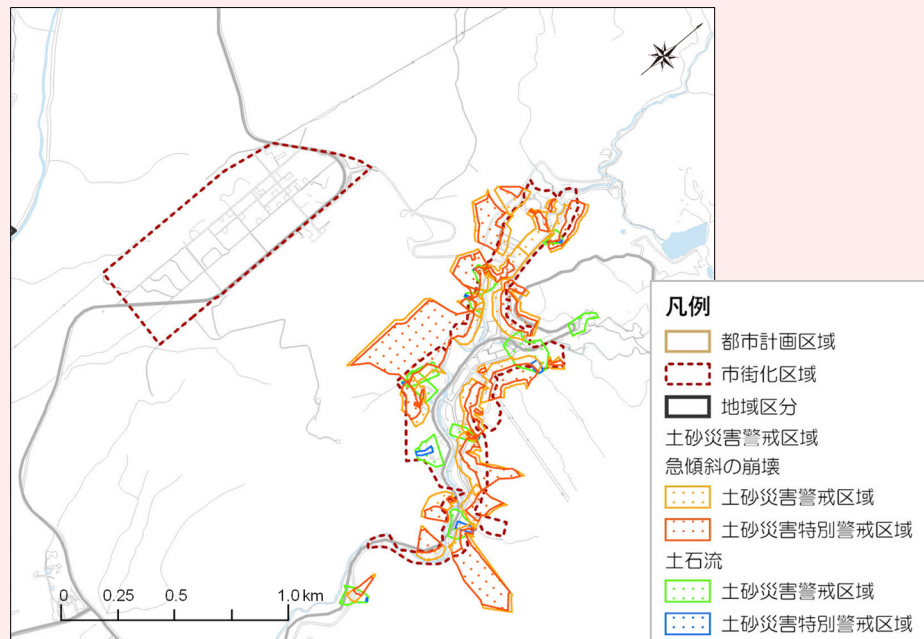 凡例
都市計画区域
市街化区域
地域区分
土砂災害警戒区域
急傾斜の崩壊
土砂災害警戒区域
土砂災害特別警戒区域
土石流
土砂災害警戒区域
土砂災害特別警戒区域
0 0.25 0.5 1.0 km